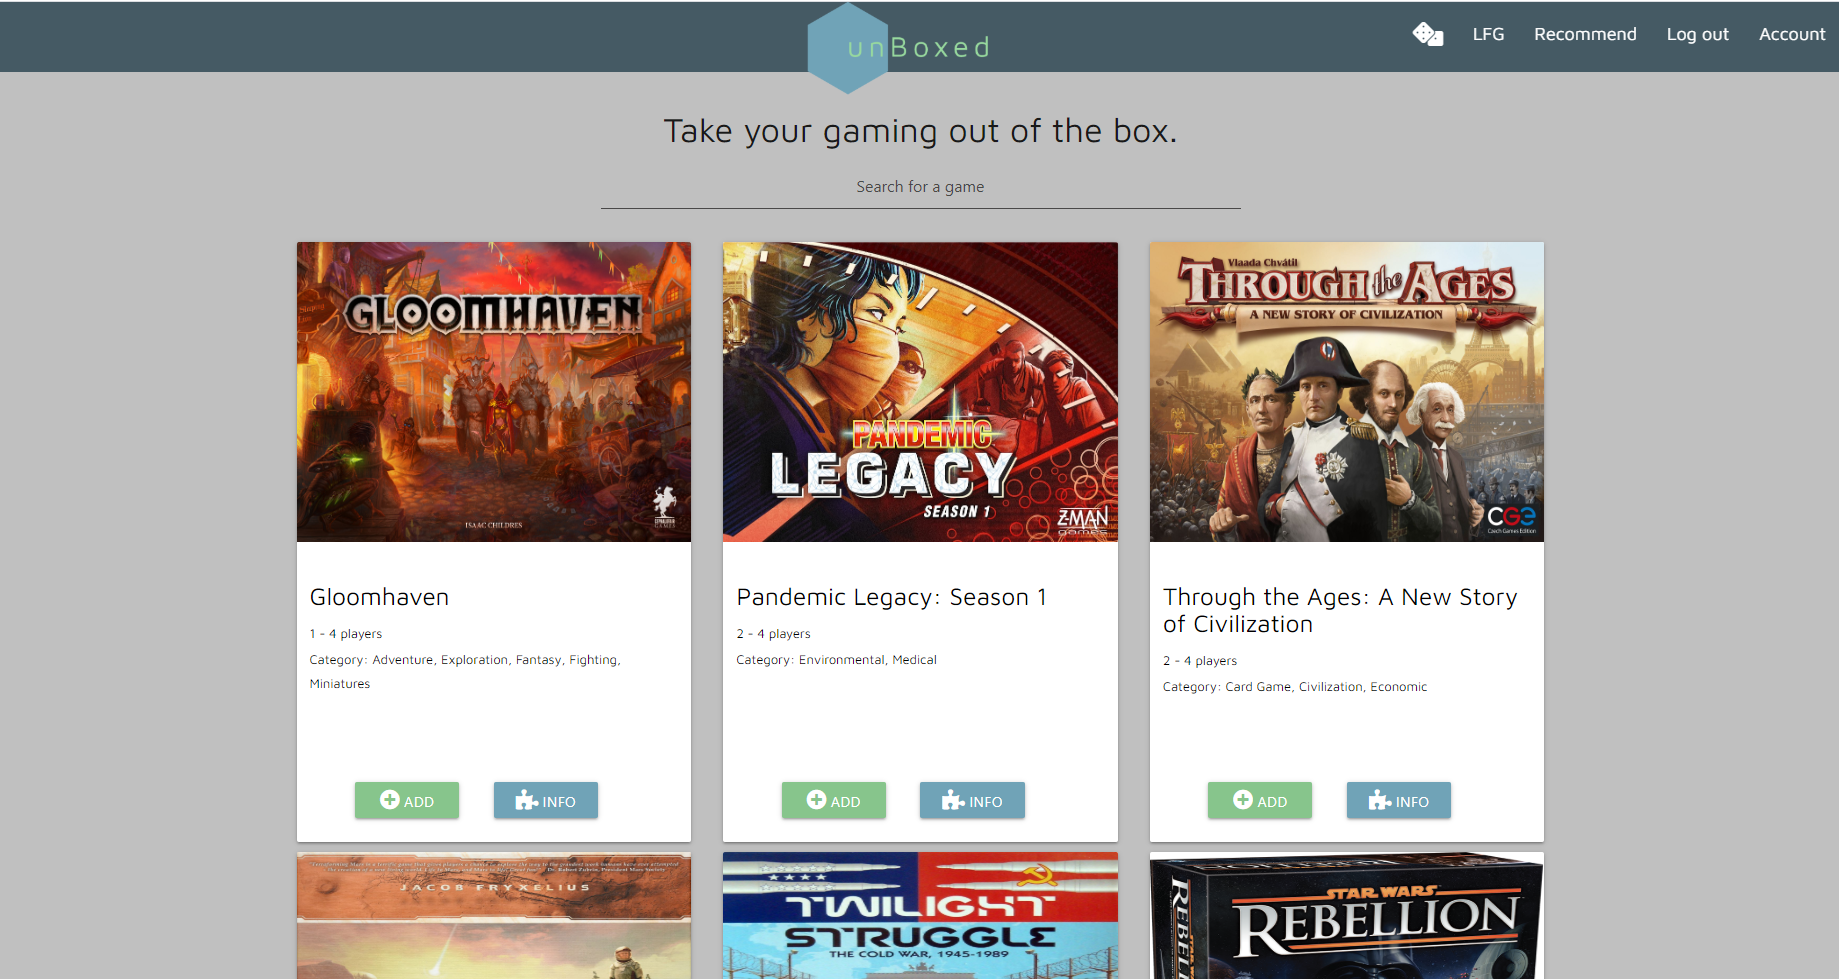 unBoxed
LFG
Recommend
Log out
Account
Take your gaming out of the box.
Search for a game
GLOOMHAVEN
ISAAC CHILDRES
PANDEMIC
LEGACY
SEASON 1
Z-MAN
games
Vlaada Chvátil
THROUGH the AGES
A NEW STORY OF CIVILIZATION
CGE
Czech Games Edition
Gloomhaven
1 - 4 players
Category: Adventure, Exploration, Fantasy, Fighting,
Miniatures
ADD
INFO
Pandemic Legacy: Season 1
2 - 4 players
Category: Environmental, Medical
ADD
INFO
Through the Ages: A New Story
of Civilization
2 - 4 players
Category: Card Game, Civilization, Economic
ADD
INFO
JACOB FRYXELIUS
TWILIGHT
STRUGGLE
THE COLD WAR, 1945-1989
STAR WARS
REBELLION